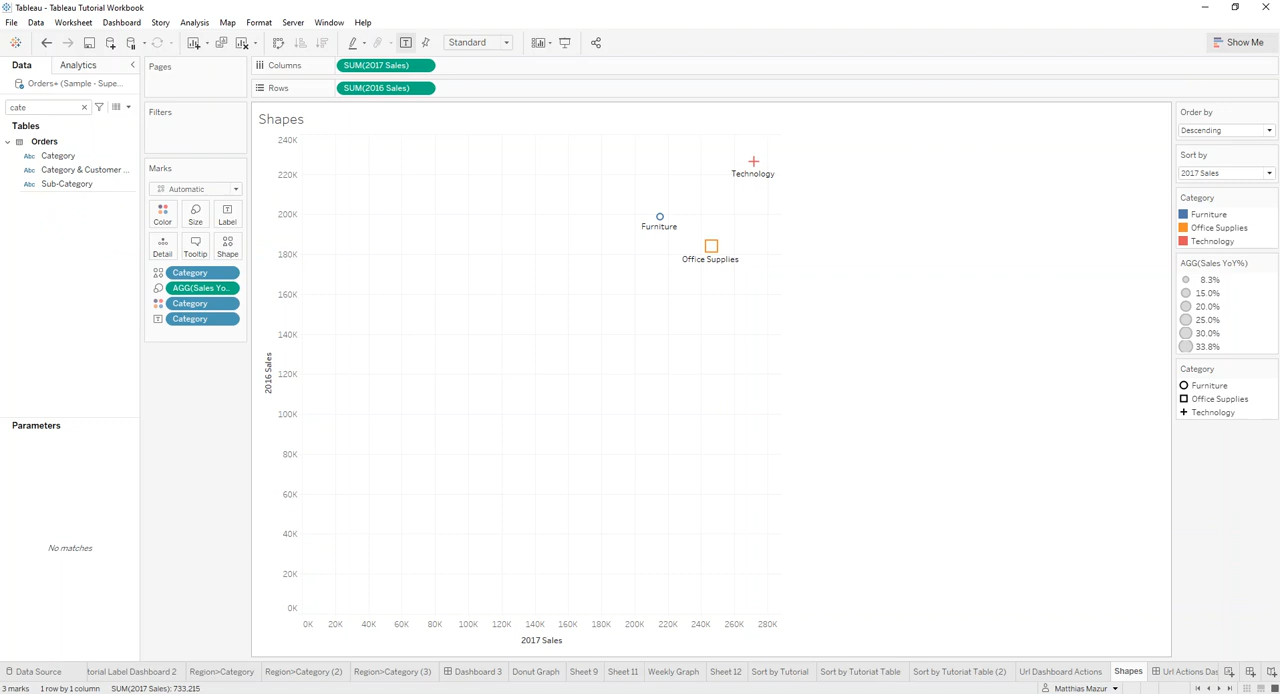 Tableau - Tableau Tutorial Workbook
File Data Worksheet Dashboard Story Analysis Map Format Server Window Help
Standard
Show Me
Data Analytics
Orders+ (Sample - Supe...
cate
Tables
Orders
Abc Category
Abc Category & Customer ...
Abc Sub-Category
Parameters
No matches
Pages
Filters
Marks
Automatic
Color Size Label
Detail Tooltip Shape
Category
AGG(Sales Yo..
Category
Category
Columns SUM(2017 Sales)
Rows SUM(2016 Sales)
Shapes
240K
220K
200K
180K
160K
140K
120K
100K
80K
60K
40K
20K
0K
2016 Sales
Technology
Furniture
Office Supplies
0K 20K 40K 60K 80K 100K 120K 140K 160K 180K 200K 220K 240K 260K 280K
2017 Sales
Order by
Descending
Sort by
2017 Sales
Category
Furniture
Office Supplies
Technology
AGG(Sales YoY%)
8.3%
15.0%
20.0%
25.0%
30.0%
33.8%
Category
Furniture
Office Supplies
Technology
Data Source torial Label Dashboard 2 Region>Category Region>Category (2) Region>Category (3) Dashboard 3 Donut Graph Sheet 9 Sheet 11 Weekly Graph Sheet 12 Sort by Tutorial Sort by Tutoriat Table Sort by Tutoriat Table (2) Url Dashboard Actions Shapes Url Actions Das
3 marks 1 row by 1 column SUM(2017 Sales): 733.215 Matthias Mazur